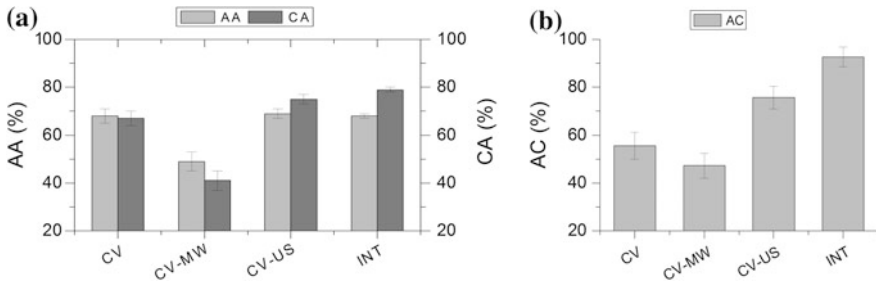 (a)
AA CA
100 100
80 80
60 60
40 40
20 20
AA (%)
CA (%)
CV CV-MW CV-US INT
(b)
AC
100
80
60
40
20
AC (%)
CV CV-MW CV-US INT